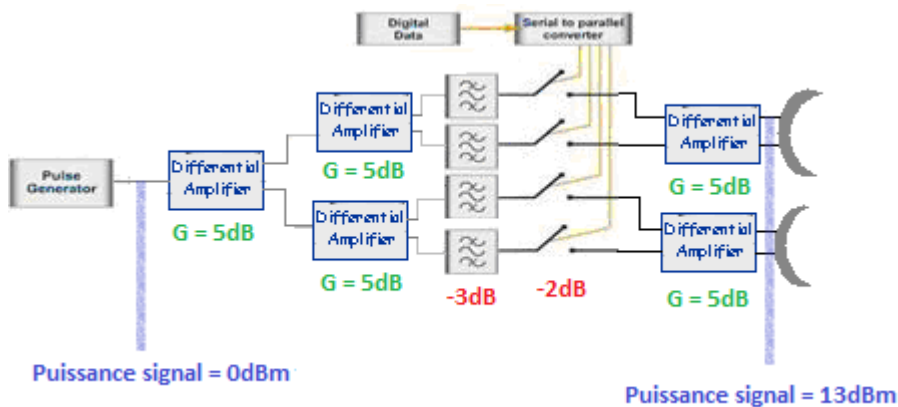 Digital
Data
Serial to parallel
converter
Differential
Amplifier
Differential
Amplifier
Pulse
Generator
Differential
Amplifier
G = 5dB
G = 5dB
G = 5dB
Differential
Amplifier
Differential
Amplifier
G = 5dB
-3dB
-2dB
G = 5dB
Puissance signal = 0dBm
Puissance signal = 13dBm